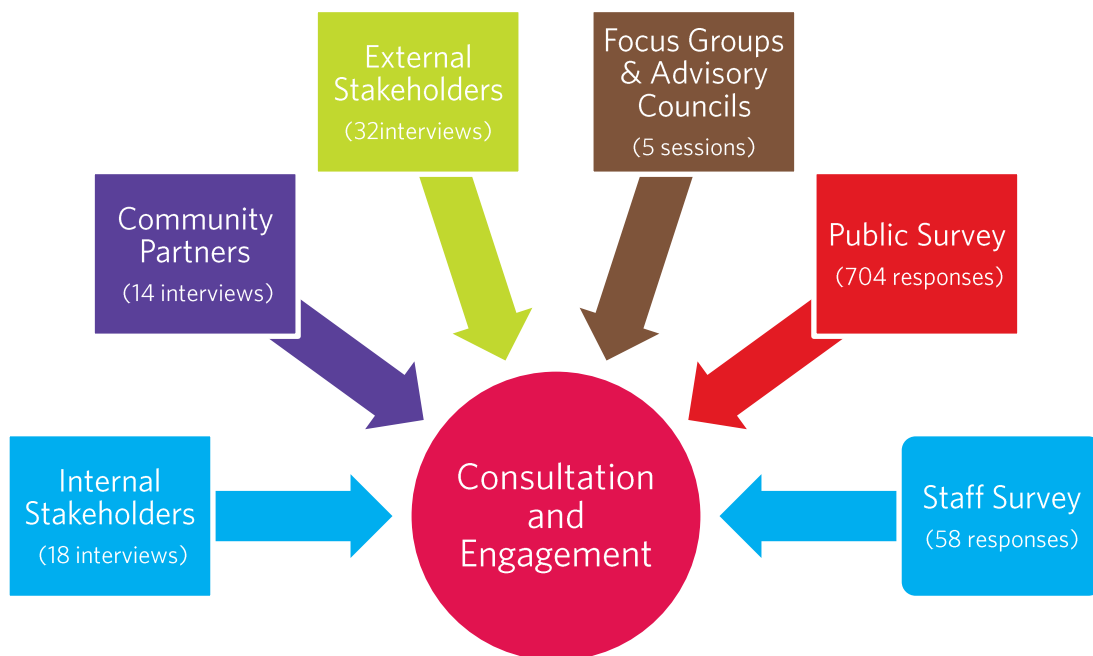 External
Stakeholders
(32interviews)
Focus Groups
& Advisory
Councils
(5 sessions)
Community
Partners
(14 interviews)
Public Survey
(704 responses)
Internal
Stakeholders
(18 interviews)
Consultation
and
Engagement
Staff Survey
(58 responses)